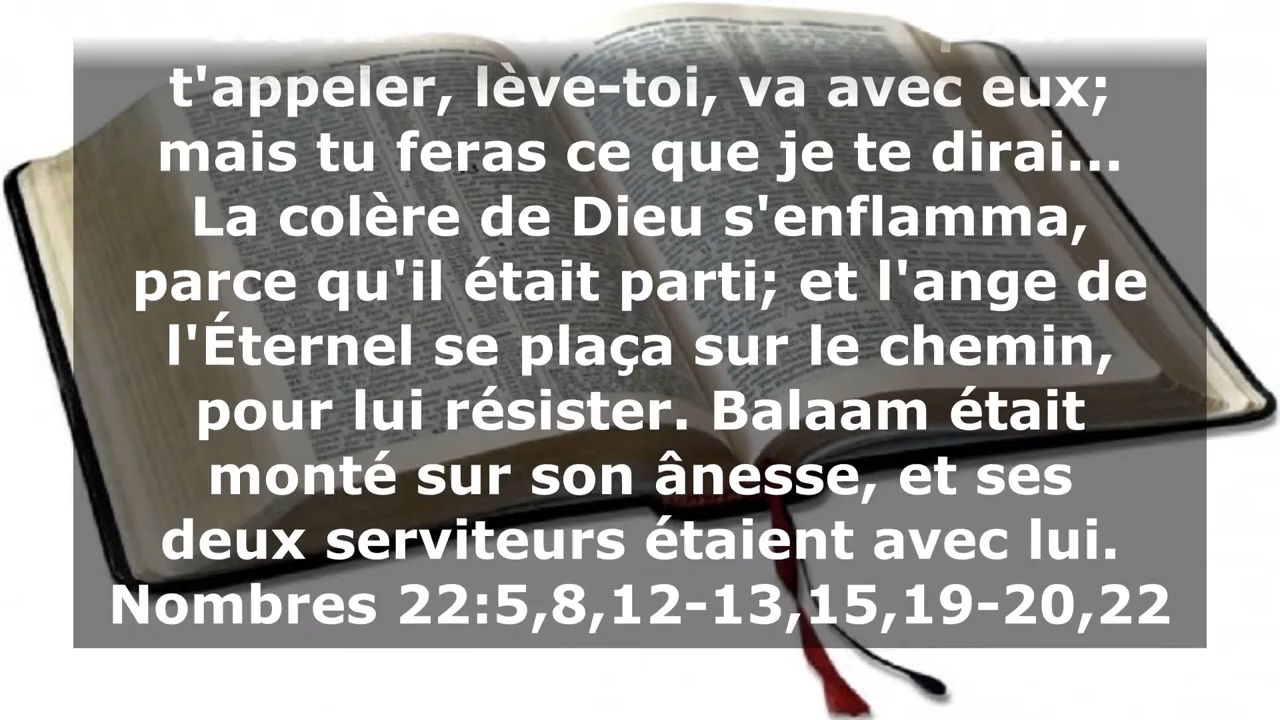 t'appeler, lève-toi, va avec eux;
mais tu feras ce que je te dirai...
La colère de Dieu s'enflamma,
parce qu'il était parti; et l'ange de
l'Éternel se plaça sur le chemin,
pour lui résister. Balaam était
monté sur son ânesse, et ses
deux serviteurs étaient avec lui.
Nombres 22:5,8,12-13,15,19-20,22